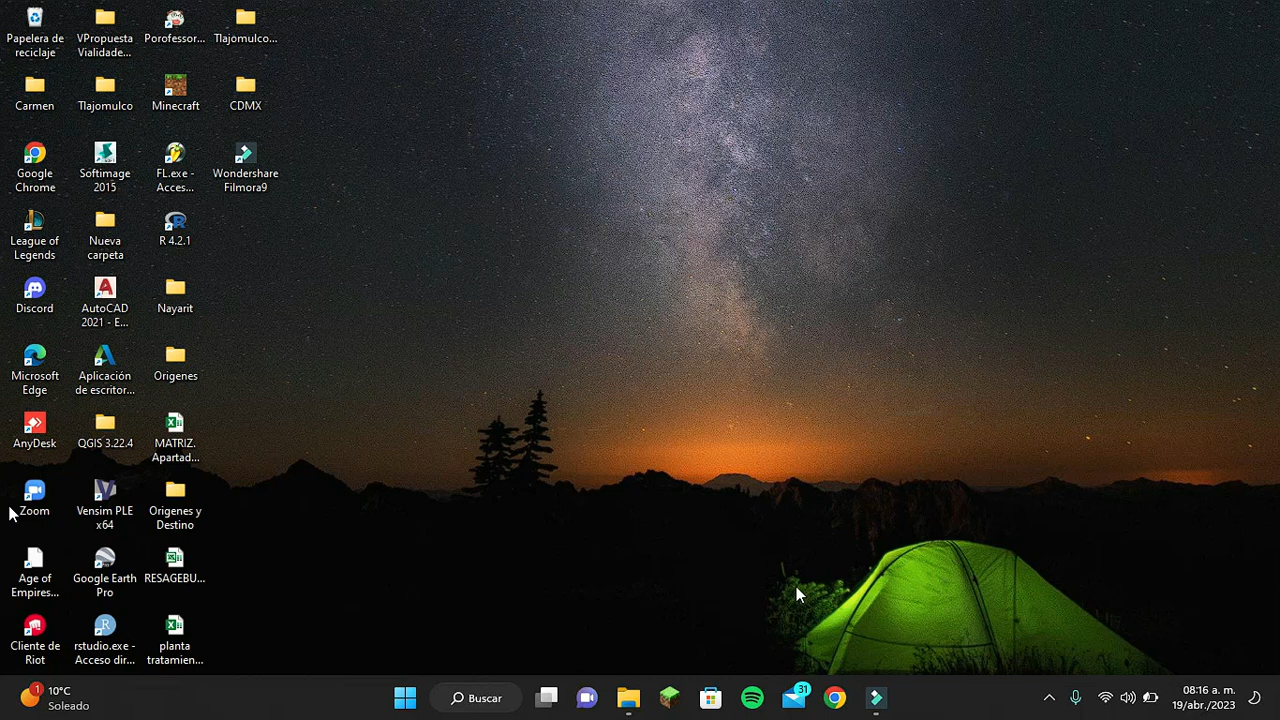 Papelera de
reciclaje
VPropuesta
Vialidade...
Porofessor...
Tlajomulco...
Carmen
Tlajomulco
Minecraft
CDMX
Google
Chrome
Softimage
2015
FL.exe -
Acces...
Wondershare
Filmora9
League of
Legends
Nueva
carpeta
R 4.2.1
Discord
AutoCAD
2021 - E...
Nayarit
Microsoft
Edge
Aplicación
de escritor...
Origenes
AnyDesk
QGIS 3.22.4
MATRIZ.
Apartad...
Zoom
Vensim PLE
x64
Origenes y
Destino
Age of
Empires...
Google Earth
Pro
RESAGEBU...
Cliente de
Riot
rstudio.exe -
Acceso dir...
planta
tratamien...
1
10°C
Soleado
Buscar
31
08:16 a. m.
19/abr./2023